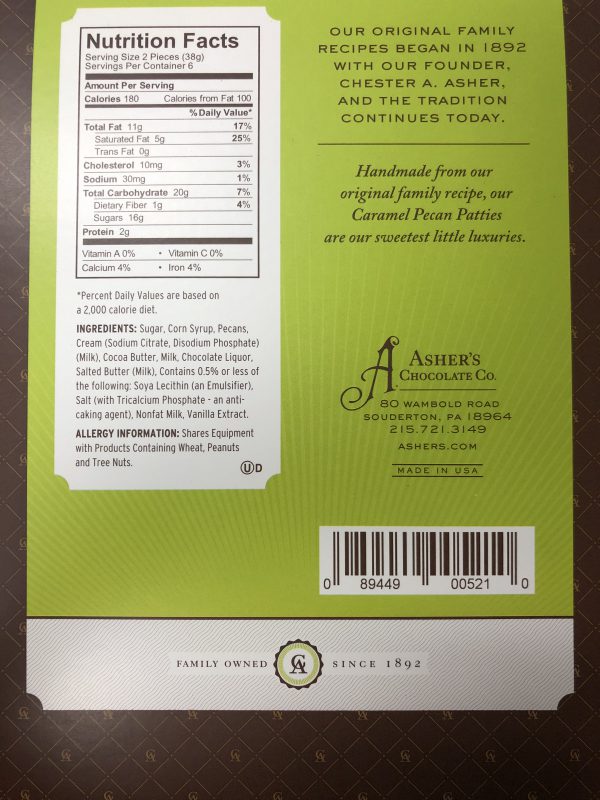 Nutrition Facts
Serving Size 2 Pieces (38g)
Servings Per Container 6
Amount Per Serving
Calories 180 Calories from Fat 100
% Daily Value*
Total Fat 11g 17%
Saturated Fat 5g 25%
Trans Fat 0g
Cholesterol 10mg 3%
Sodium 30mg 1%
Total Carbohydrate 20g 7%
Dietary Fiber 1g 4%
Sugars 16g
Protein 2g
Vitamin A 0% • Vitamin C 0%
Calcium 4% • Iron 4%
*Percent Daily Values are based on
a 2,000 calorie diet.
INGREDIENTS: Sugar, Corn Syrup, Pecans,
Cream (Sodium Citrate, Disodium Phosphate)
(Milk), Cocoa Butter, Milk, Chocolate Liquor,
Salted Butter (Milk), Contains 0.5% or less of
the following: Soya Lecithin (an Emulsifier),
Salt (with Tricalcium Phosphate - an anti-
caking agent), Nonfat Milk, Vanilla Extract.
ALLERGY INFORMATION: Shares Equipment
with Products Containing Wheat, Peanuts
and Tree Nuts.
U D
OUR ORIGINAL FAMILY
RECIPES BEGAN IN 1892
WITH OUR FOUNDER,
CHESTER A. ASHER,
AND THE TRADITION
CONTINUES TODAY.
Handmade from our
original family recipe, our
Caramel Pecan Patties
are our sweetest little luxuries.
A
ASHER'S
CHOCOLATE CO.
80 WAMBOLD ROAD
SOUDERTON, PA 18964
215.721.3149
ASHERS.COM
MADE IN USA
0 89449 00521 0
FAMILY OWNED CA SINCE 1892